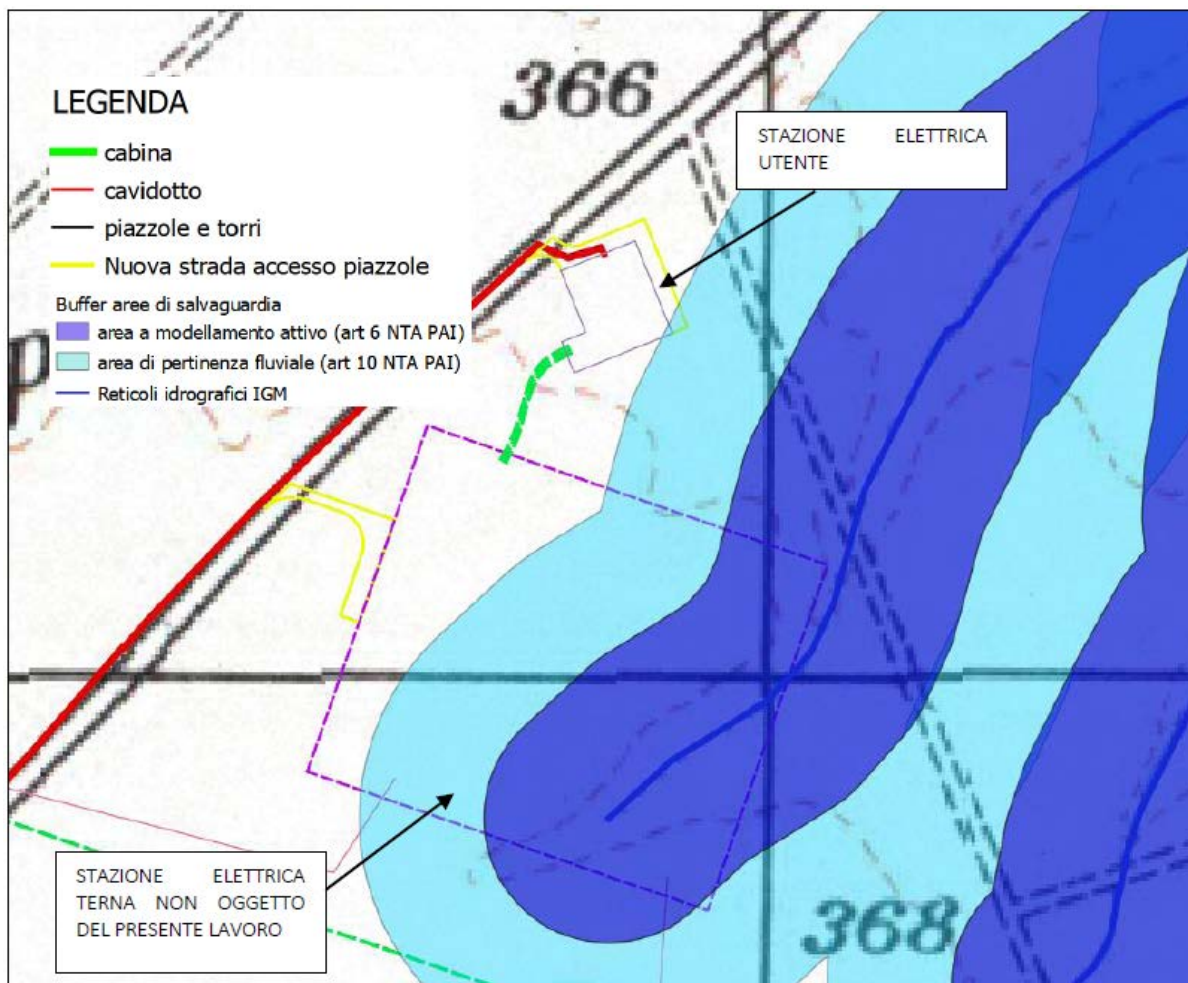 366
LEGENDA
cabina
cavidotto
piazzole e torri
Nuova strada accesso piazzole
Buffer aree di salvaguardia
area a modellamento attivo (art 6 NTA PAI)
area di pertinenza fluviale (art 10 NTA PAI)
Reticoli idrografici IGM
STAZIONE ELETTRICA
UTENTE
STAZIONE ELETTRICA
TERNA NON OGGETTO
DEL PRESENTE LAVORO
368